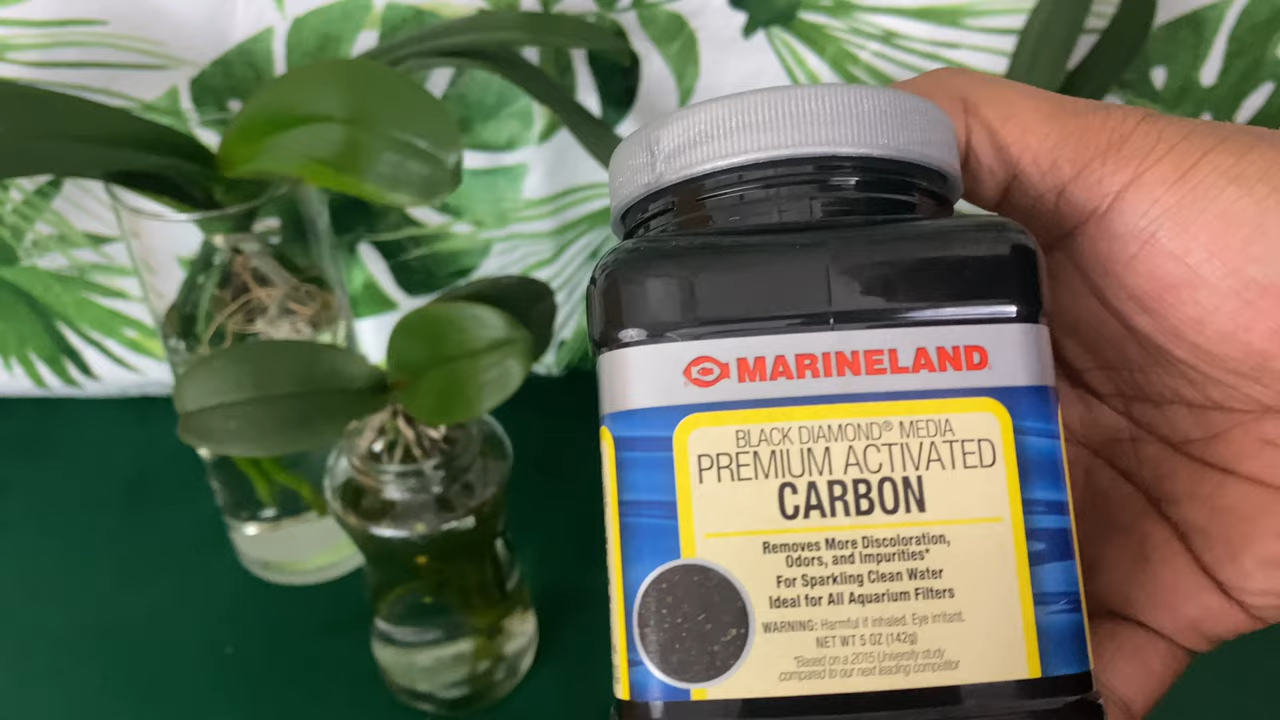 MARINELAND
BLACK DIAMOND® MEDIA
PREMIUM ACTIVATED
CARBON
Removes More Discoloration,
Odors, and Impurities*
For Sparkling Clean Water
Ideal for All Aquarium Filters
WARNING: Harmful if inhaled. Eye irritant.
NET WT 5 OZ (142g)
*Based on a 2015 University study
compared to our next leading competitor